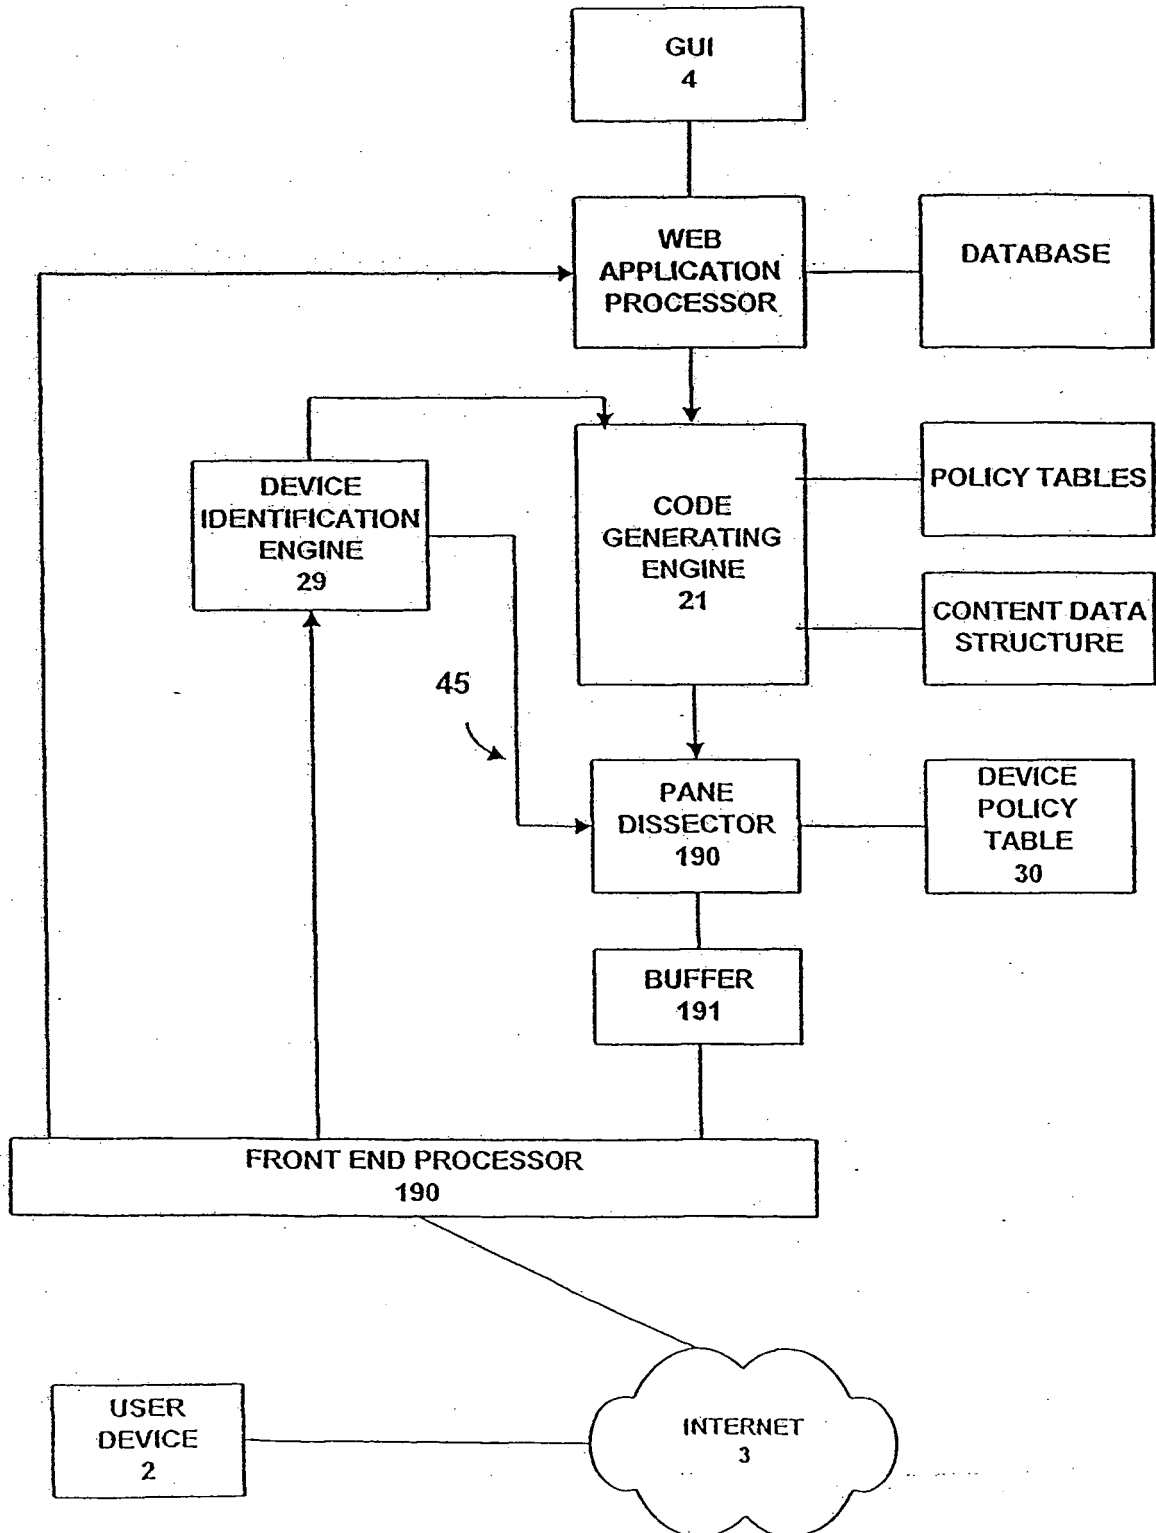 GUI
4
WEB
APPLICATION
PROCESSOR
DATABASE
DEVICE
IDENTIFICATION
ENGINE
29
CODE
GENERATING
ENGINE
21
POLICY TABLES
CONTENT DATA
STRUCTURE
45
PANE
DISSECTOR
190
DEVICE
POLICY
TABLE
30
BUFFER
191
FRONT END PROCESSOR
190
USER
DEVICE
2
INTERNET
3